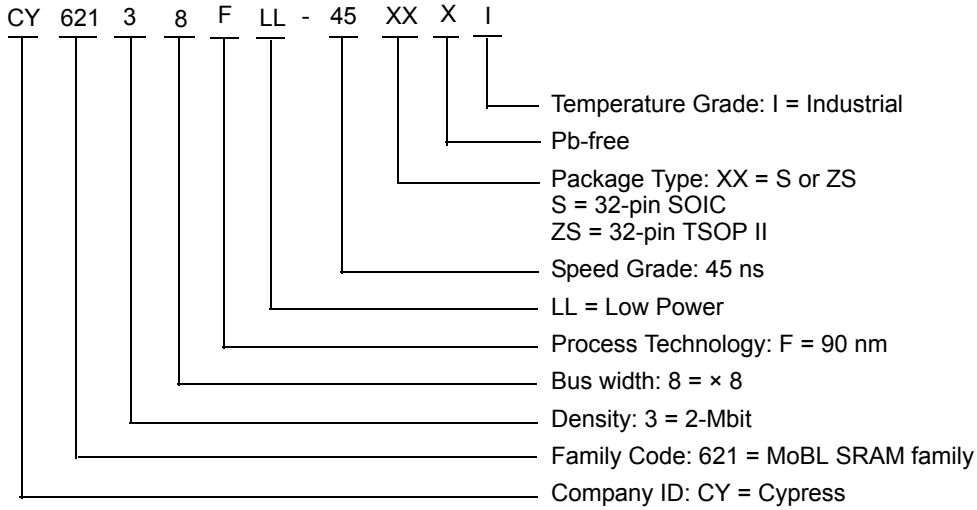 CY 621 3 8 F LL - 45 XX X I
Temperature Grade: I = Industrial
Pb-free
Package Type: XX = S or ZS
S = 32-pin SOIC
ZS = 32-pin TSOP II
Speed Grade: 45 ns
LL = Low Power
Process Technology: F = 90 nm
Bus width: 8 = × 8
Density: 3 = 2-Mbit
Family Code: 621 = MoBL SRAM family
Company ID: CY = Cypress